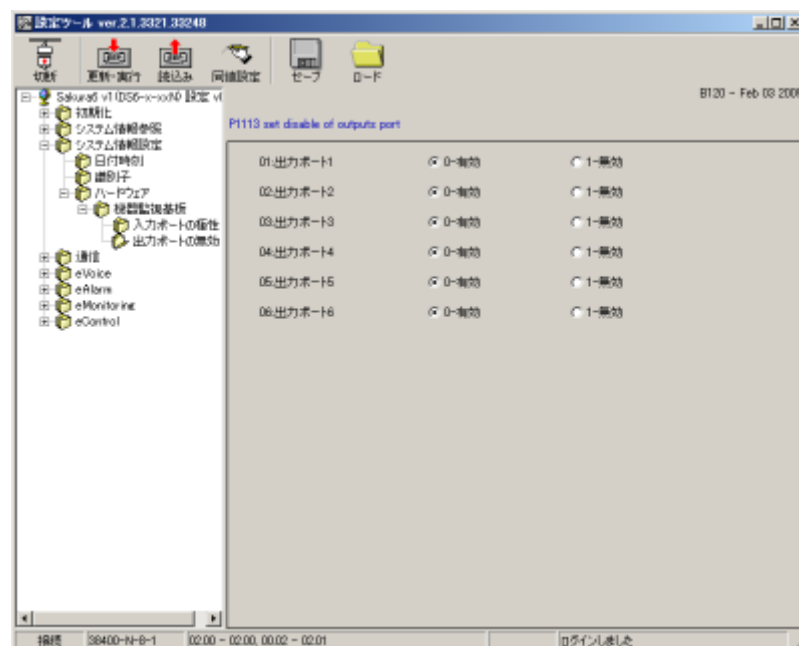 設定ツール ver.2.1.3321.33248
切断
更新・実行
読込み
同値設定
セーブ
ロード
Sakura6 v1(DS6-x-xxN) 設定 v
初期化
システム情報参照
システム情報設定
日付時刻
識別子
ハードウェア
機器監視基板
入力ポートの極性
出力ポートの無効
通信
eVoice
eAlarm
eMonitoring
eControl
B120 - Feb 03 200
P1113 set disable of outputs port
01:出力ポート1 0-有効 1-無効
02:出力ポート2 0-有効 1-無効
03:出力ポート3 0-有効 1-無効
04:出力ポート4 0-有効 1-無効
05:出力ポート5 0-有効 1-無効
06:出力ポート6 0-有効 1-無効
接続
38400-N-8-1
02.00 - 02.00, 00.02 - 02.01
ログインしました